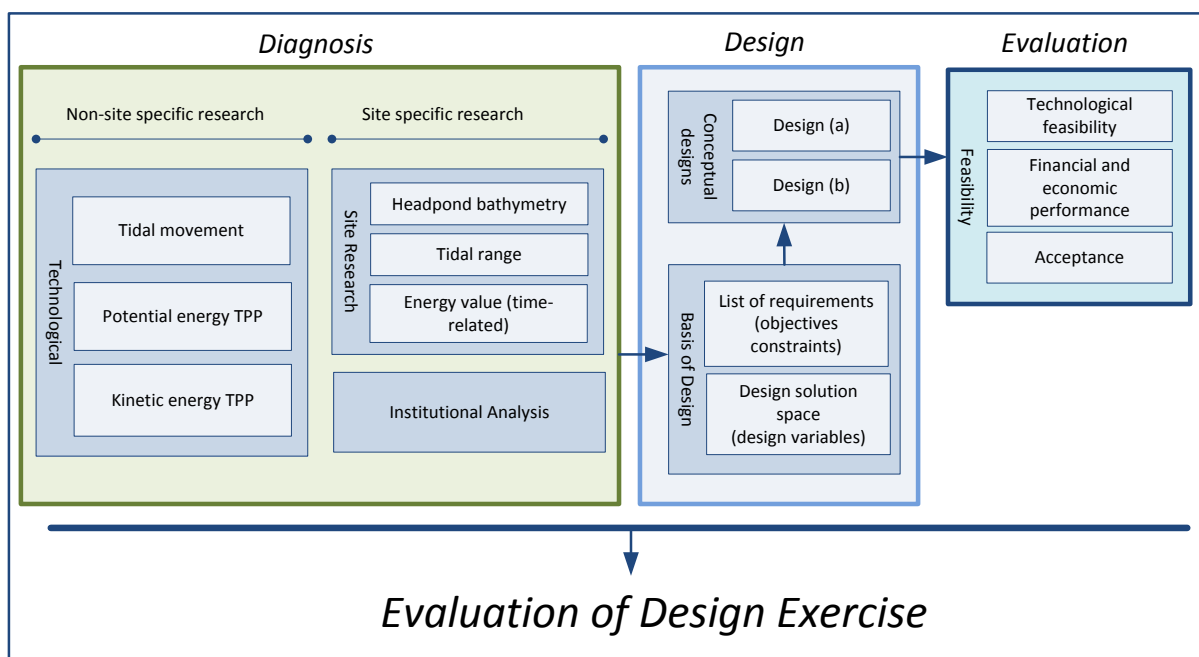 Diagnosis
Non-site specific research
Site specific research
Technological
Tidal movement
Potential energy TPP
Kinetic energy TPP
Site Research
Headpond bathymetry
Tidal range
Energy value (time-
related)
Institutional Analysis
Design
Conceptual
designs
Design (a)
Design (b)
Basis of Design
List of requirements
(objectives
constraints)
Design solution
space
(design variables)
Evaluation
Feasibility
Technological
feasibility
Financial and
economic
performance
Acceptance
Evaluation of Design Exercise